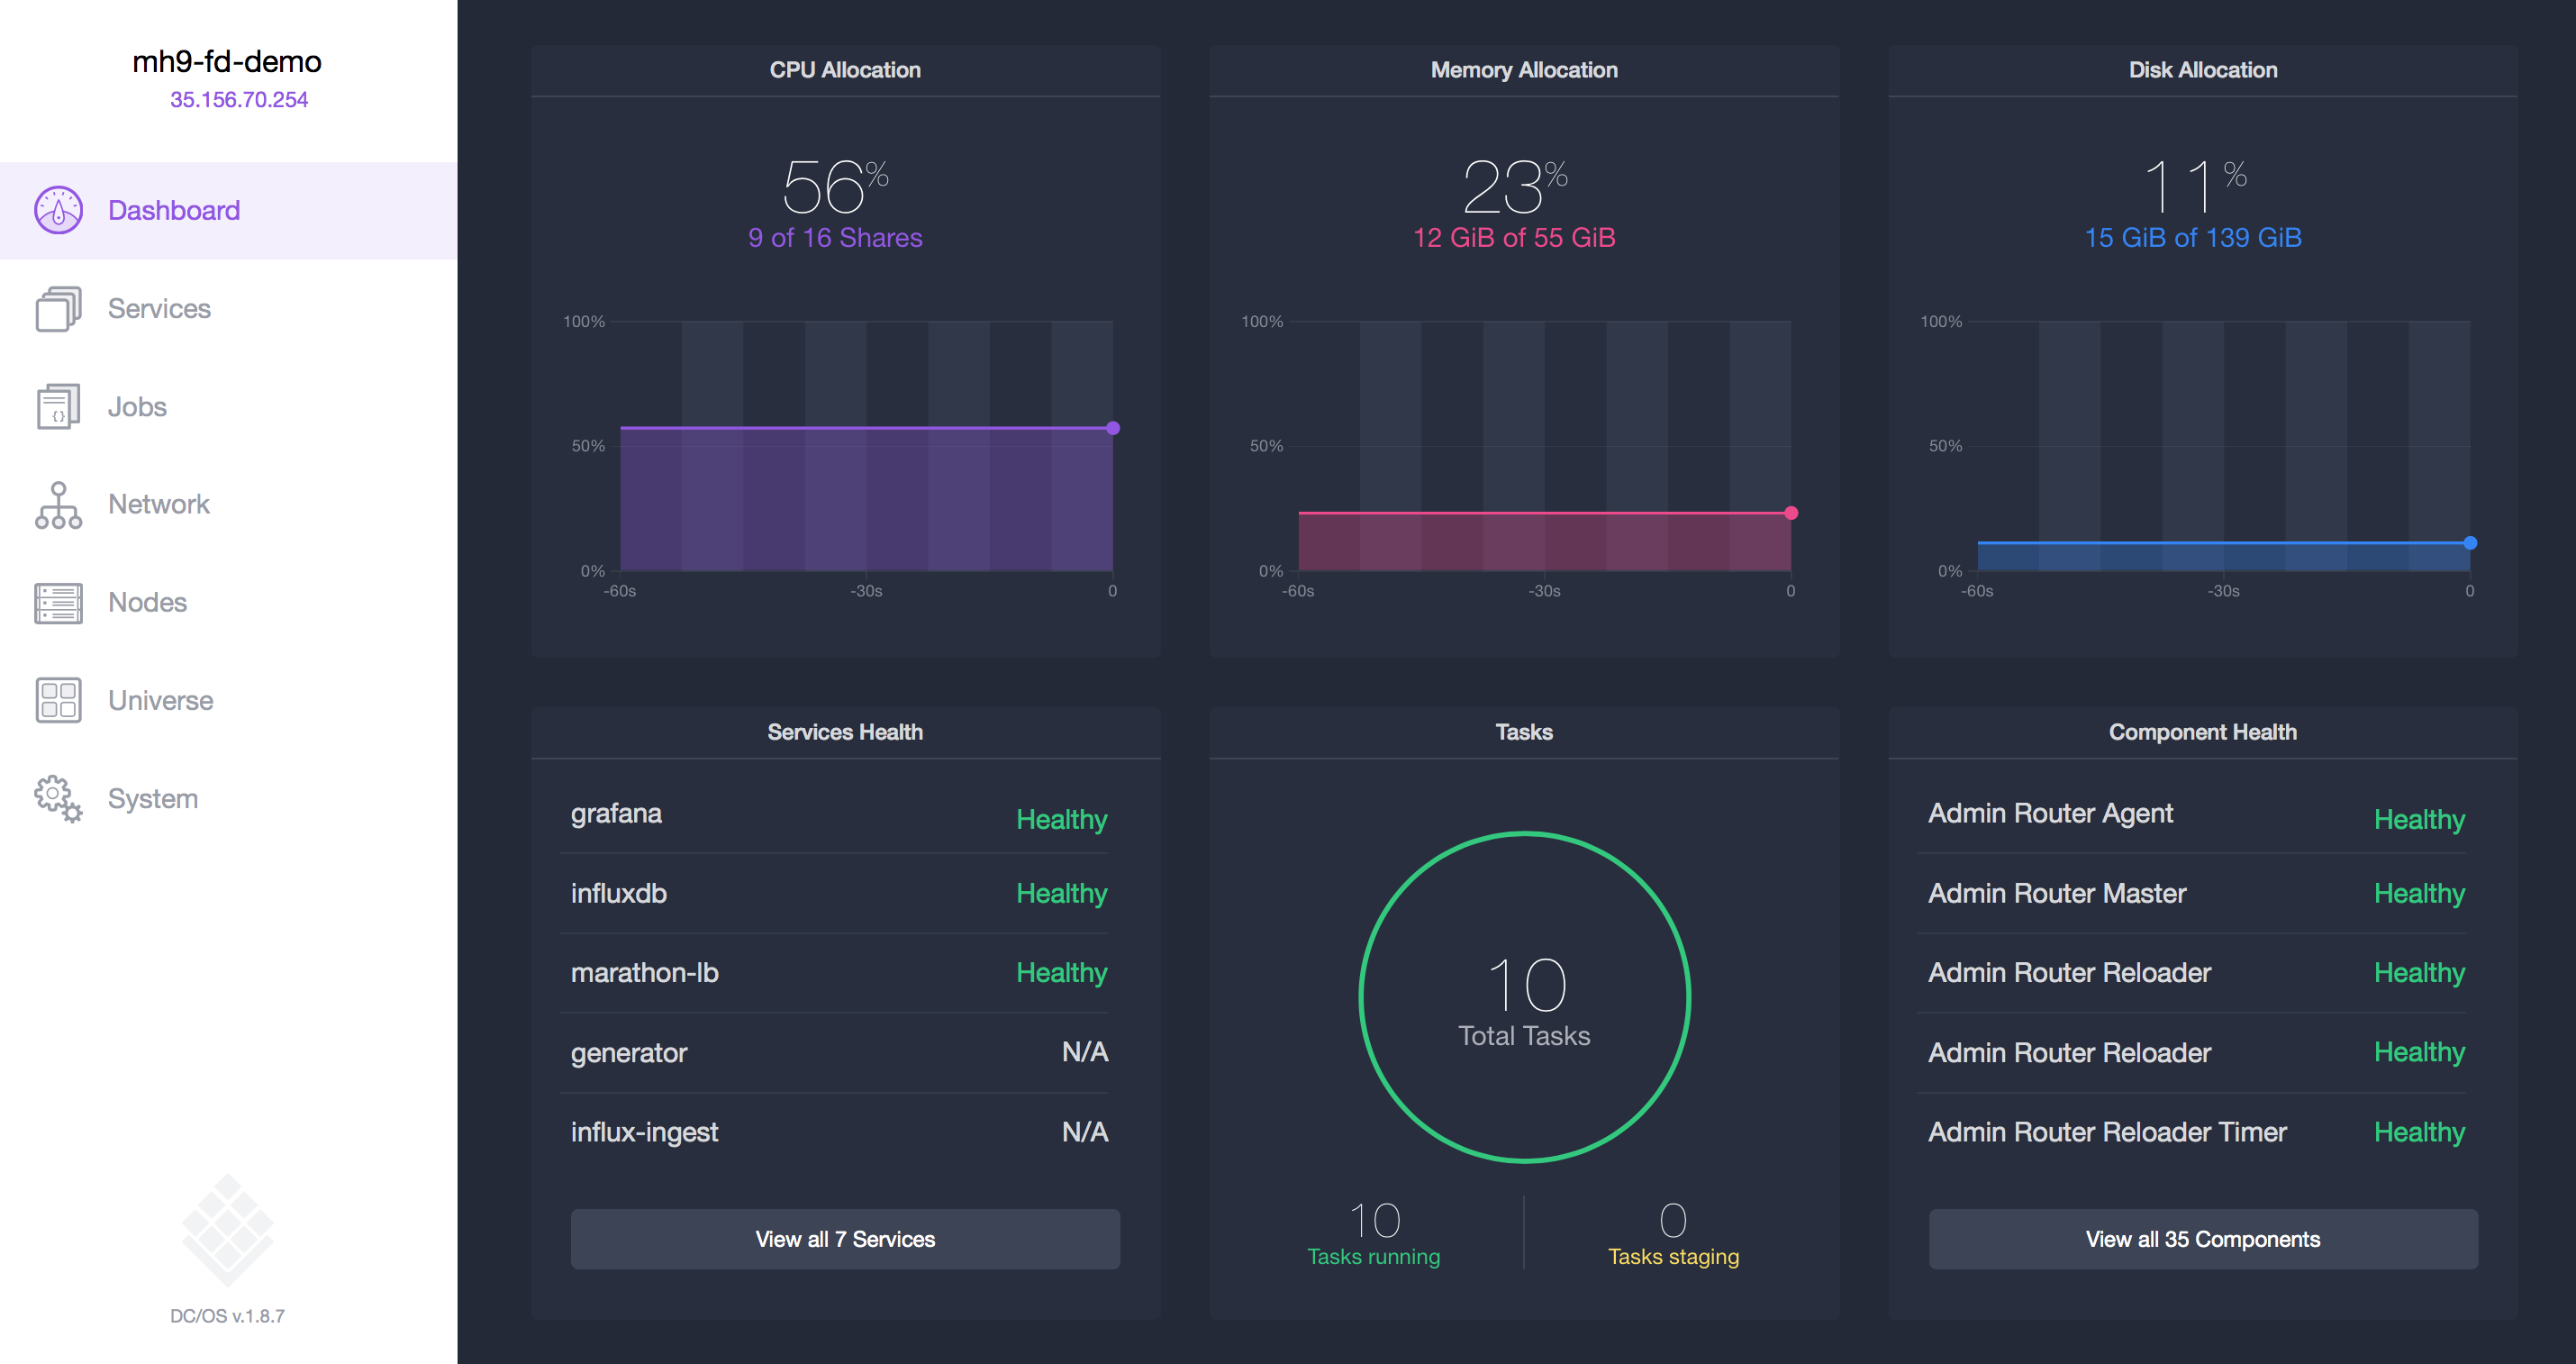 mh9-fd-demo
35.156.70.254
Dashboard
Services
Jobs
Network
Nodes
Universe
System
DC/OS v.1.8.7
CPU Allocation
56%
9 of 16 Shares
100%
50%
0%
-60s -30s 0
Memory Allocation
23%
12 GiB of 55 GiB
100%
50%
0%
-60s -30s 0
Disk Allocation
11%
15 GiB of 139 GiB
100%
50%
0%
-60s -30s 0
Services Health
grafana Healthy
influxdb Healthy
marathon-lb Healthy
generator N/A
influx-ingest N/A
View all 7 Services
Tasks
10
Total Tasks
10
Tasks running
0
Tasks staging
Component Health
Admin Router Agent Healthy
Admin Router Master Healthy
Admin Router Reloader Healthy
Admin Router Reloader Healthy
Admin Router Reloader Timer Healthy
View all 35 Components